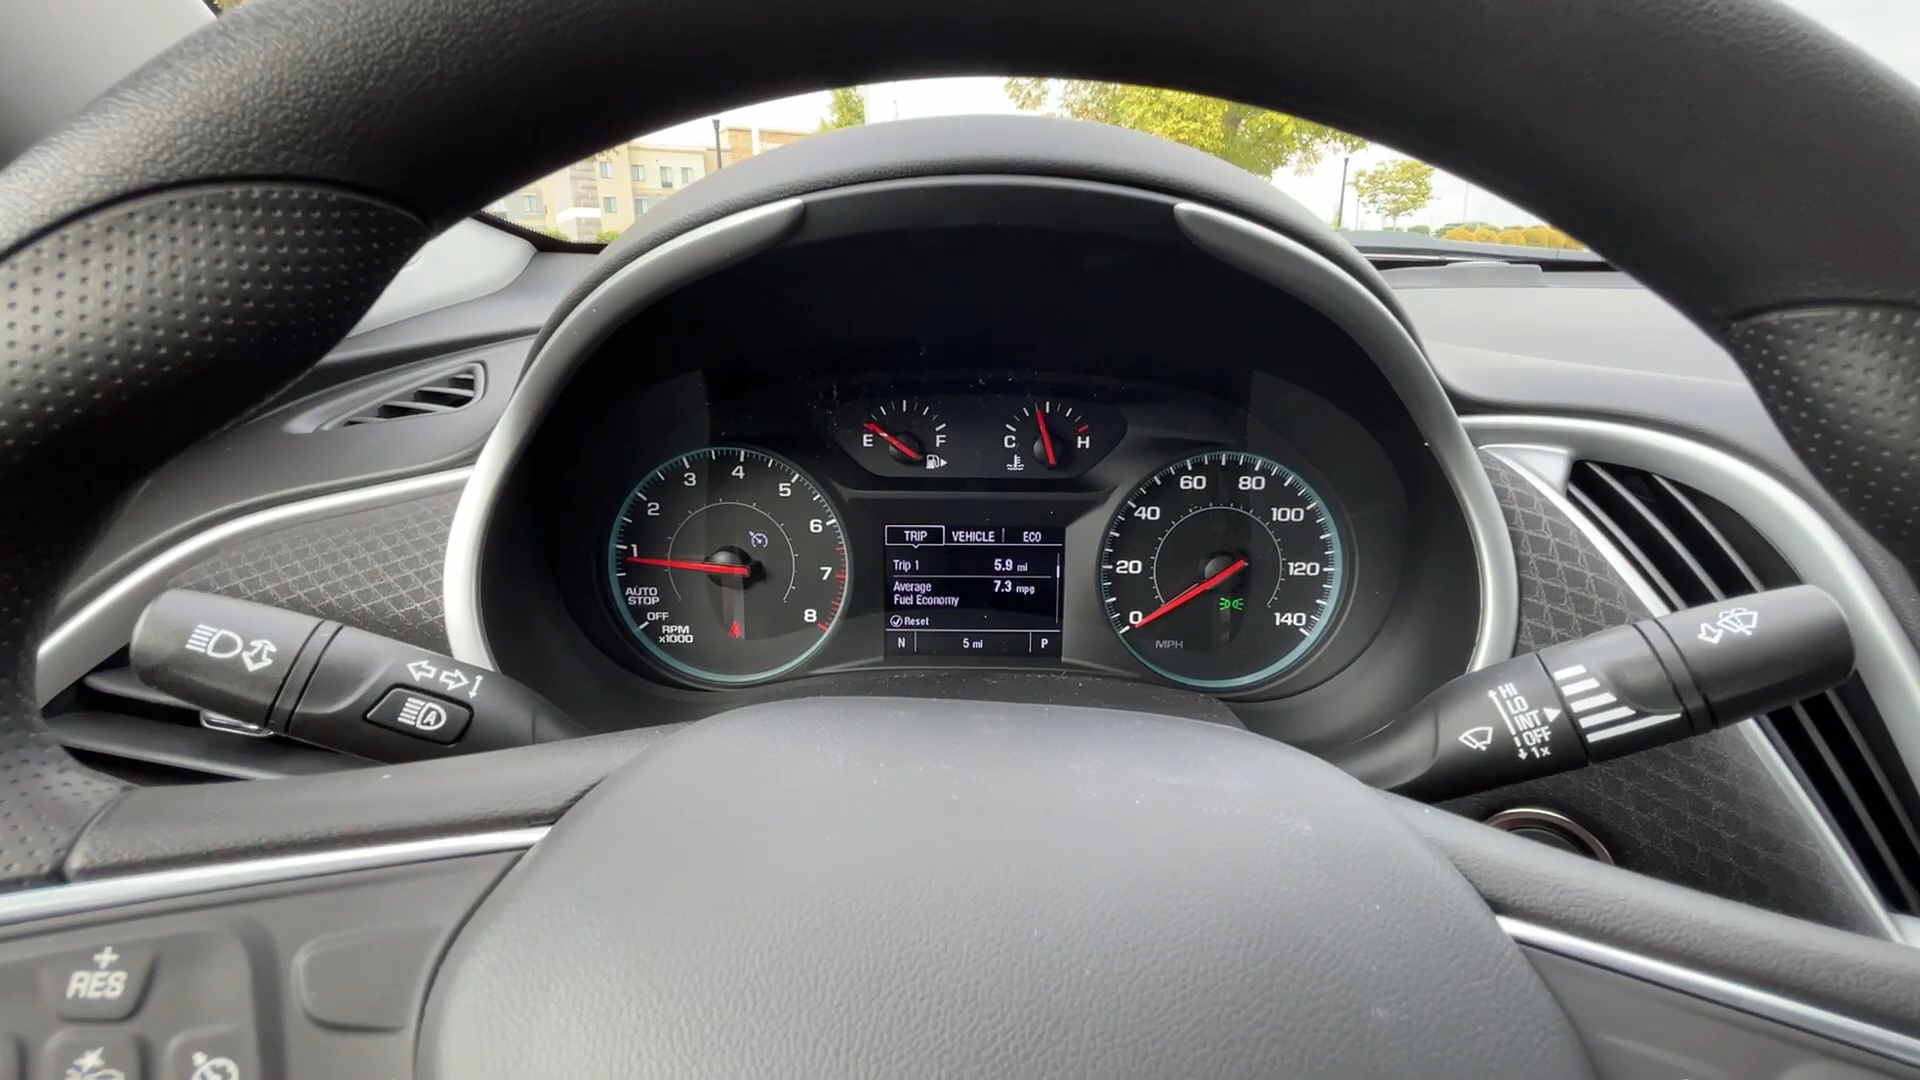 E F
C H
1 2 3 4 5 6 7 8
AUTO
STOP
OFF
RPM
x1000
TRIP VEHICLE ECO
Trip 1 5.9 mi
Average 7.3 mpg
Fuel Economy
Reset
N 5 mi P
0 20 40 60 80 100 120 140
MPH
A
HI
LO
INT
OFF
1x
+
RES